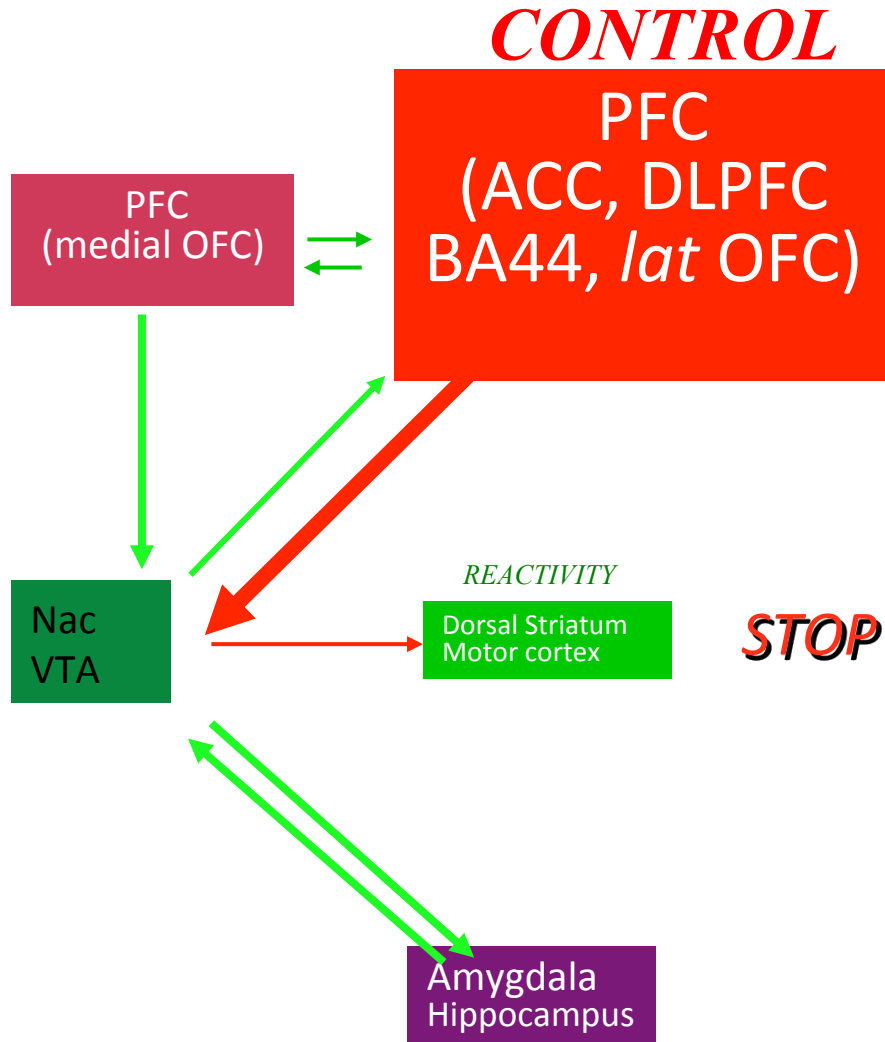 CONTROL
PFC
(ACC, DLPFC
BA44, lat OFC)
PFC
(medial OFC)
REACTIVITY
Nac
VTA
Dorsal Striatum
Motor cortex
STOP
Amygdala
Hippocampus